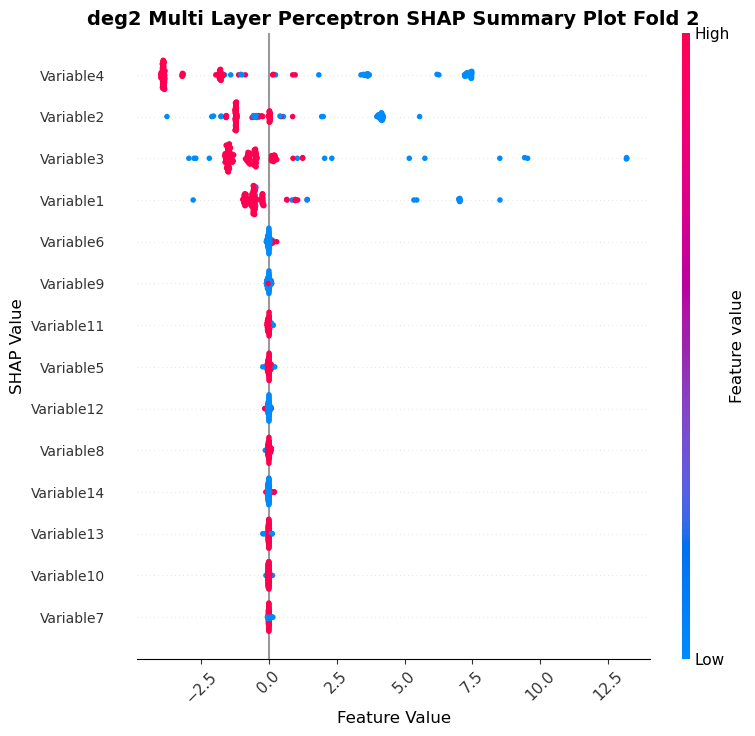 deg2 Multi Layer Perceptron SHAP Summary Plot Fold 2
High
Variable4
Variable2
Variable3
Variable1
Variable6
Variable9
Variable11
Variable5
Variable12
Variable8
Variable14
Variable13
Variable10
Variable7
SHAP Value
Feature value
Low
−2.5 0.0 2.5 5.0 7.5 10.0 12.5
Feature Value